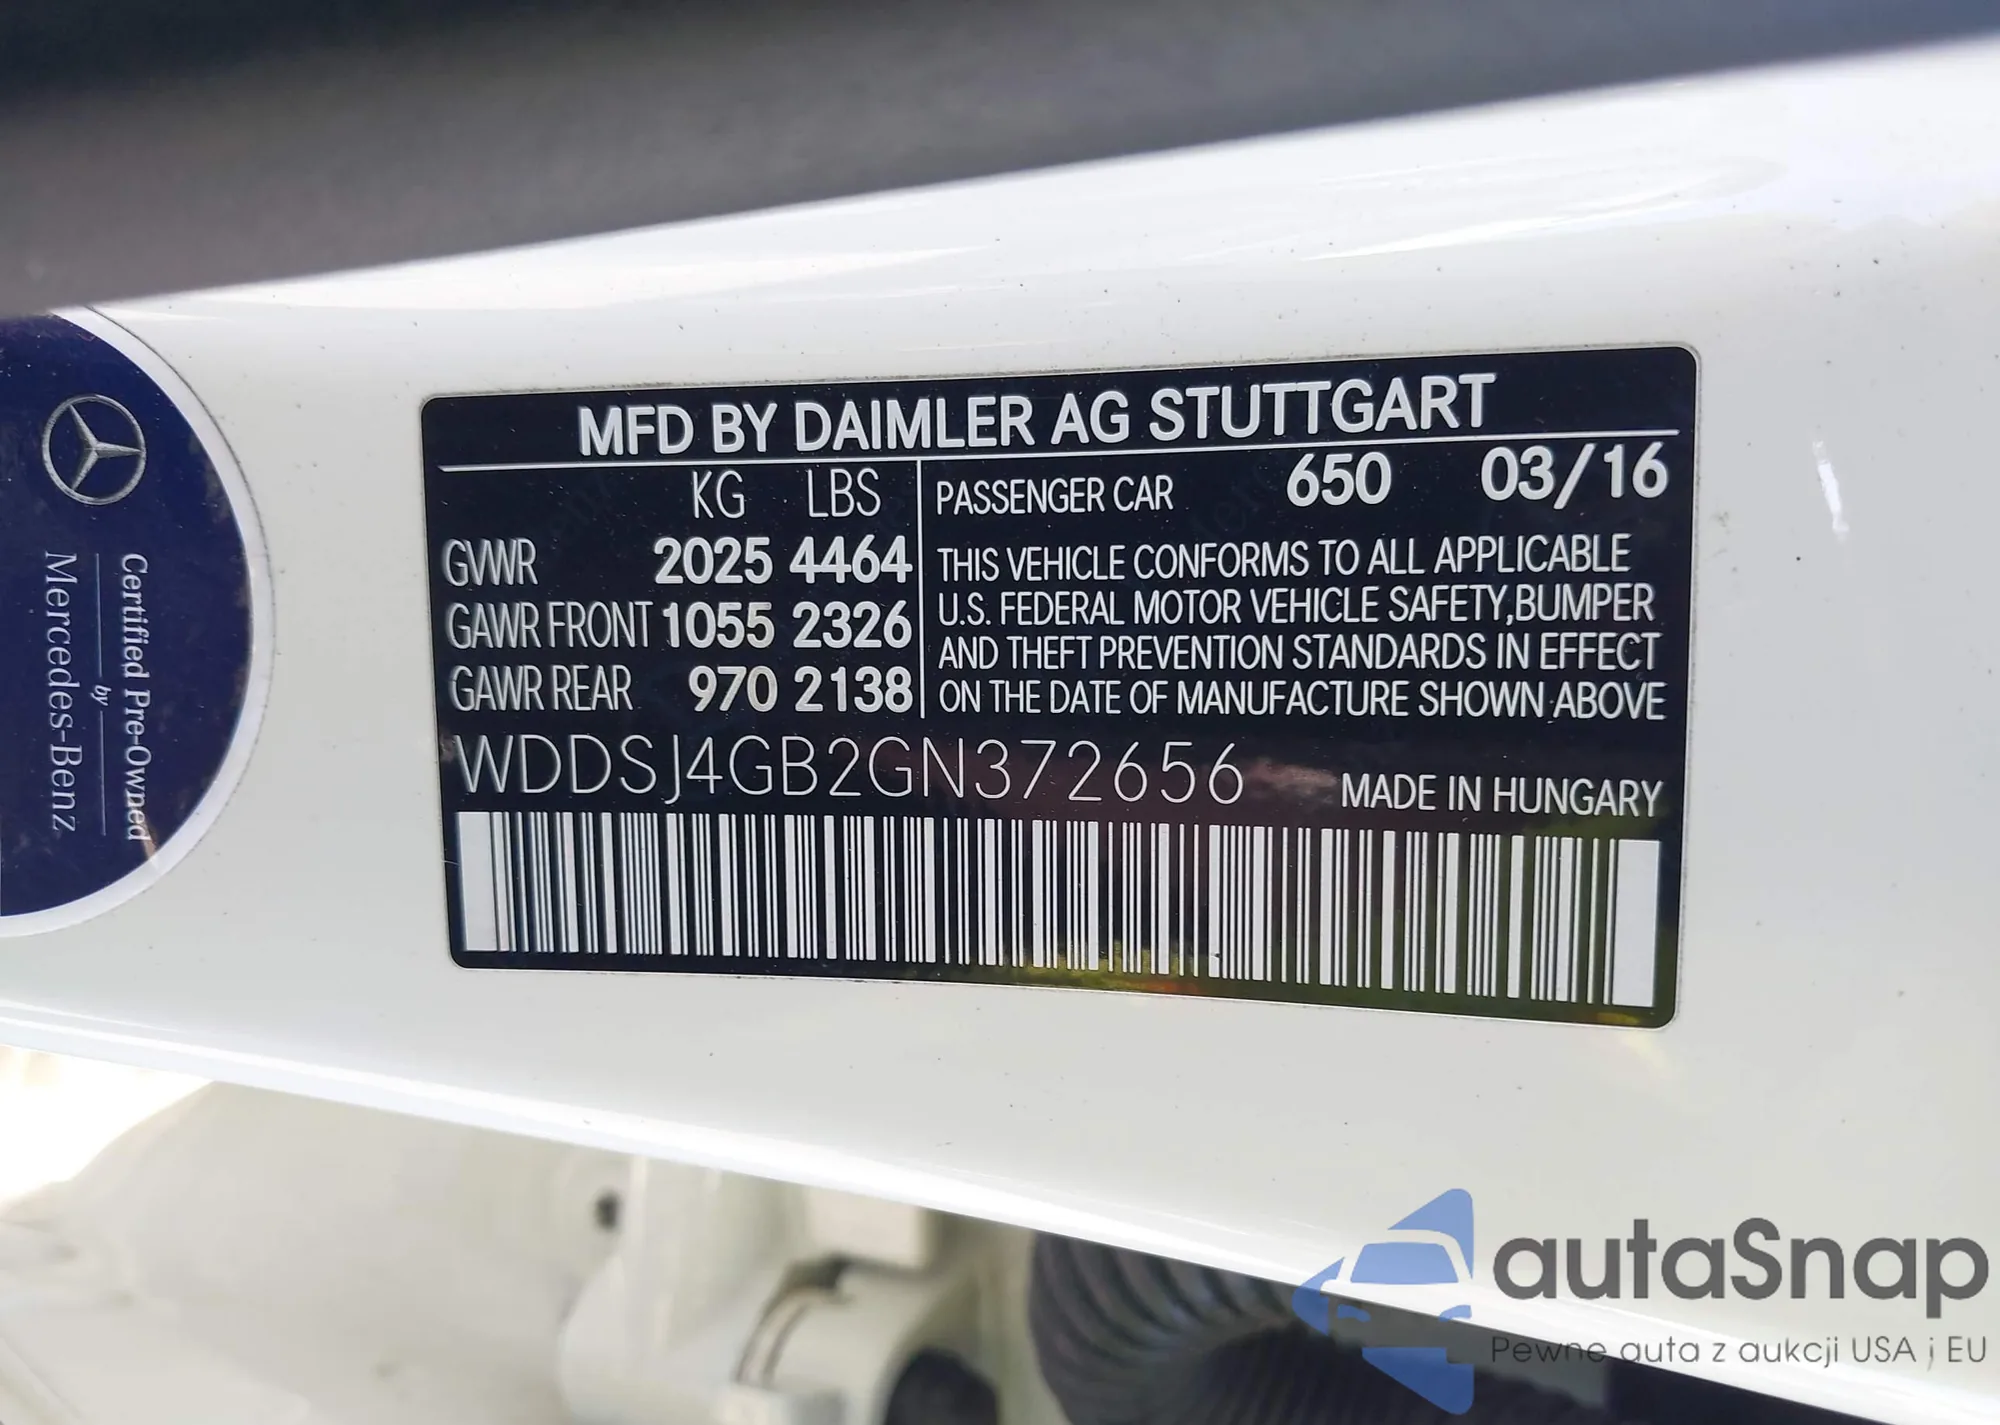 MFD BY DAIMLER AG STUTTGART
KG LBS
GVWR 2025 4464
GAWR FRONT 1055 2326
GAWR REAR 970 2138
PASSENGER CAR 650 03/16
THIS VEHICLE CONFORMS TO ALL APPLICABLE
U.S. FEDERAL MOTOR VEHICLE SAFETY,BUMPER
AND THEFT PREVENTION STANDARDS IN EFFECT
ON THE DATE OF MANUFACTURE SHOWN ABOVE
WDDSJ4GB2GN372656
MADE IN HUNGARY
Certified Pre-Owned
by
Mercedes-Benz
autaSnap
Pewne auta z aukcji USA i EU